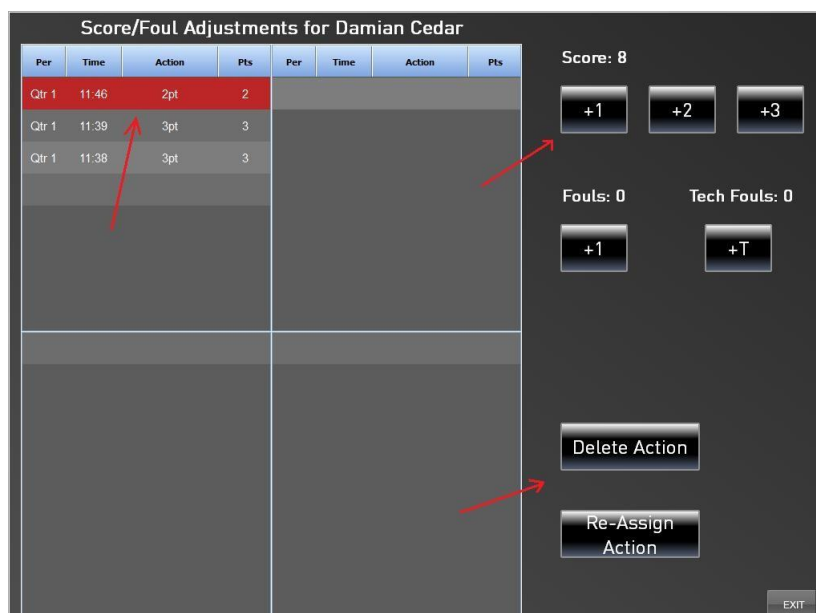 Score/Foul Adjustments for Damian Cedar
Per Time Action Pts Per Time Action Pts
Qtr 1 11:46 2pt 2
Qtr 1 11:39 3pt 3
Qtr 1 11:38 3pt 3
Score: 8
+1 +2 +3
Fouls: 0 Tech Fouls: 0
+1 +T
Delete Action
Re-Assign
Action
EXIT